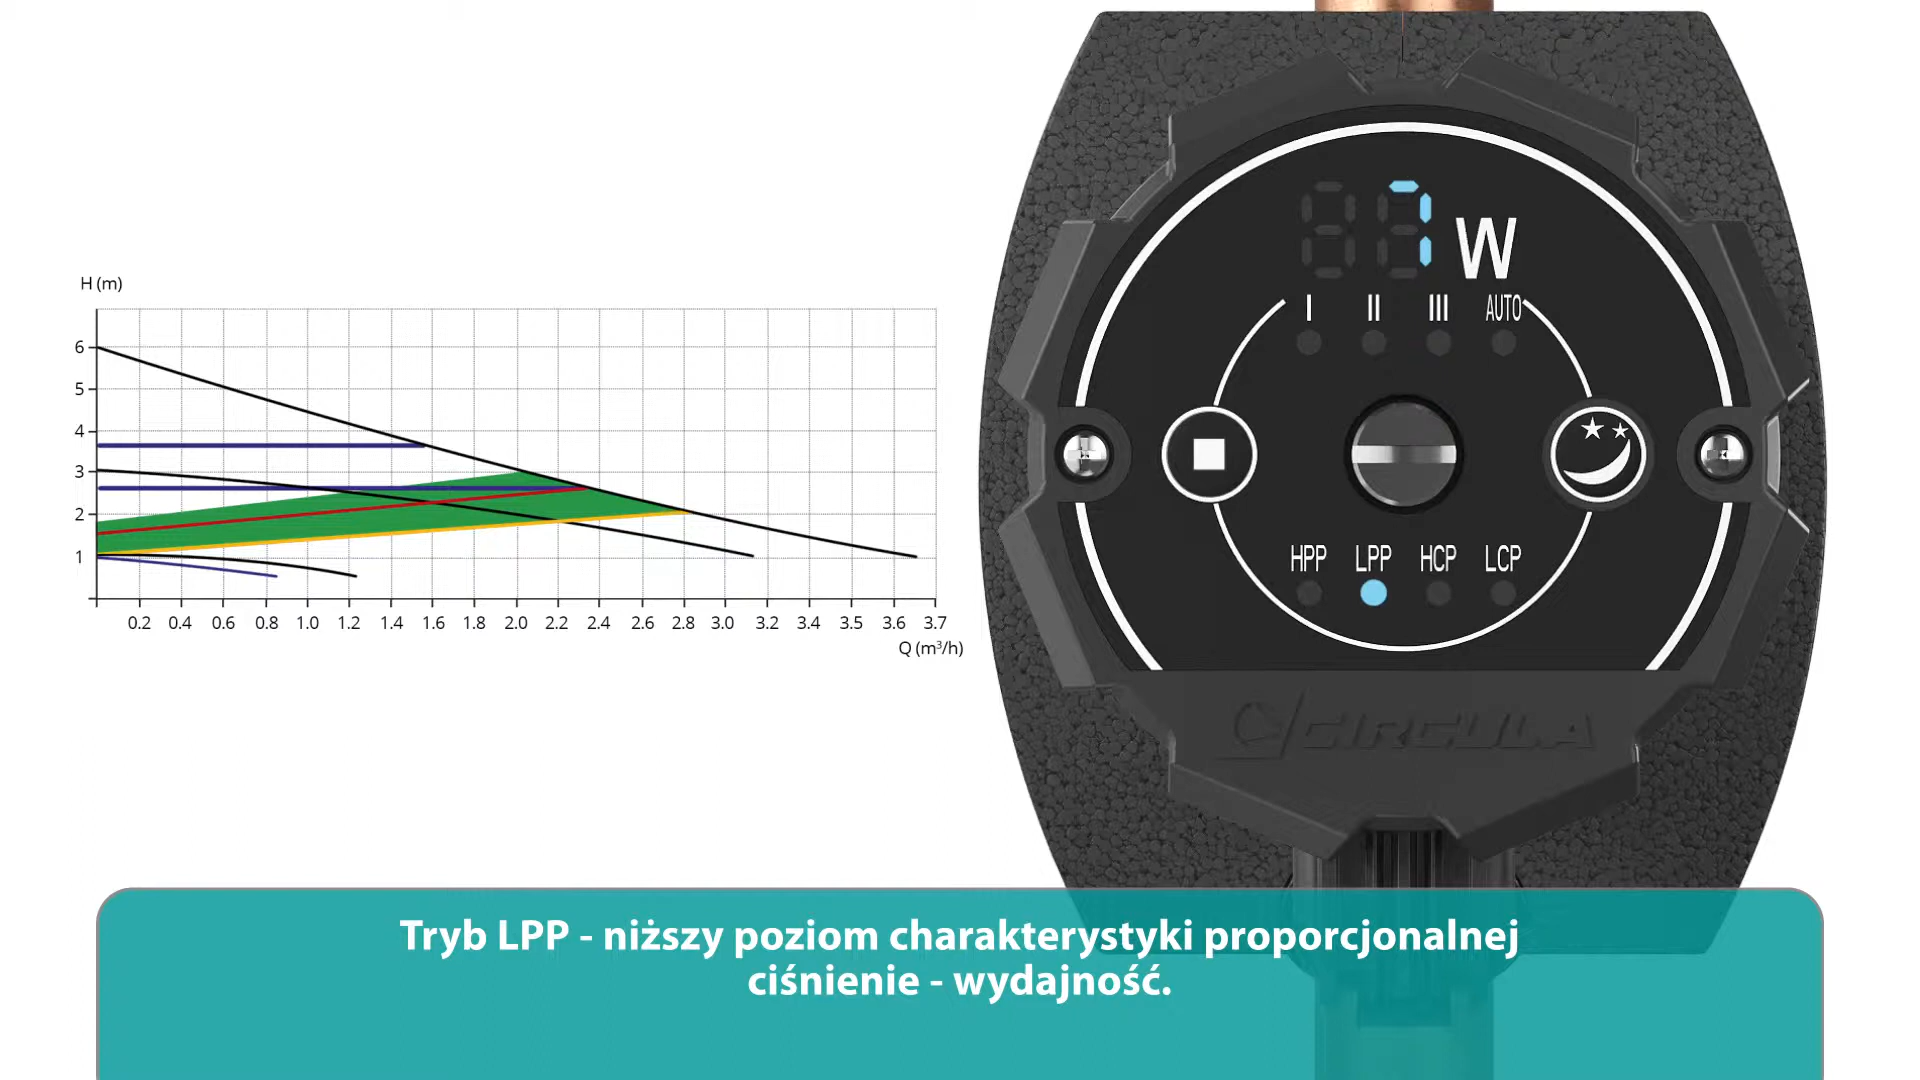 H (m)
6
5
4
3
2
1
0.2 0.4 0.6 0.8 1.0 1.2 1.4 1.6 1.8 2.0 2.2 2.4 2.6 2.8 3.0 3.2 3.4 3.5 3.6 3.7
Q (m³/h)
7 W
I II III AUTO
HPP LPP HCP LCP
CIRCULA
Tryb LPP - niższy poziom charakterystyki proporcjonalnej
ciśnienie - wydajność.